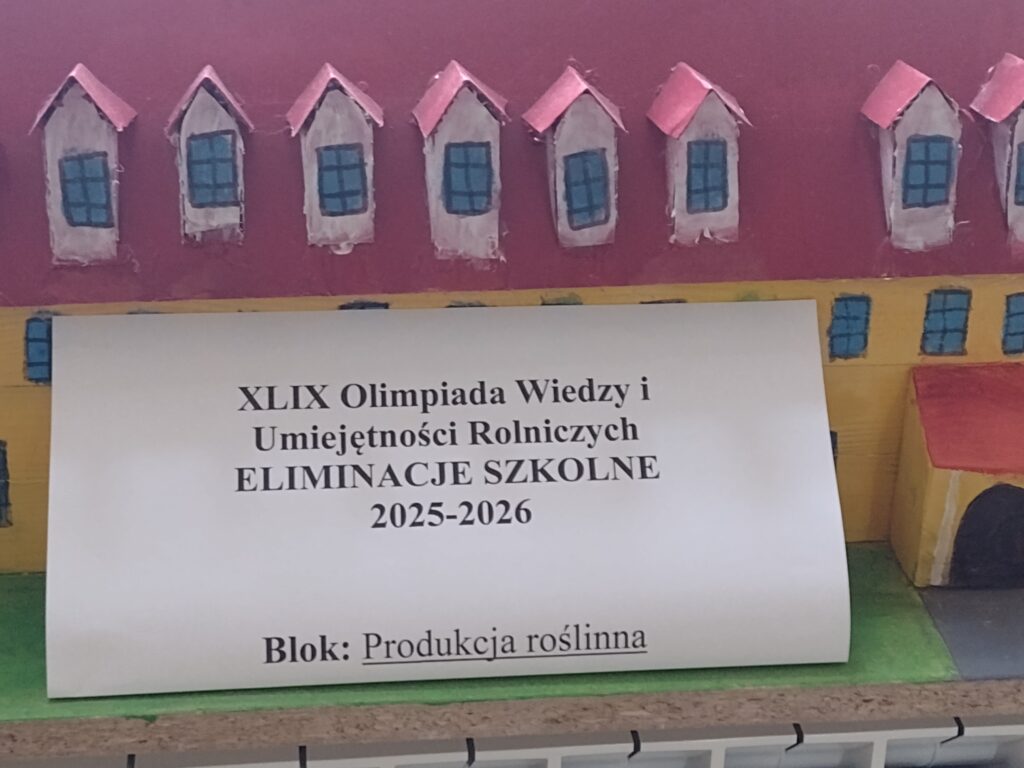 XLIX Olimpiada Wiedzy i
Umiejętności Rolniczych
ELIMINACJE SZKOLNE
2025-2026
Blok: Produkcja roślinna